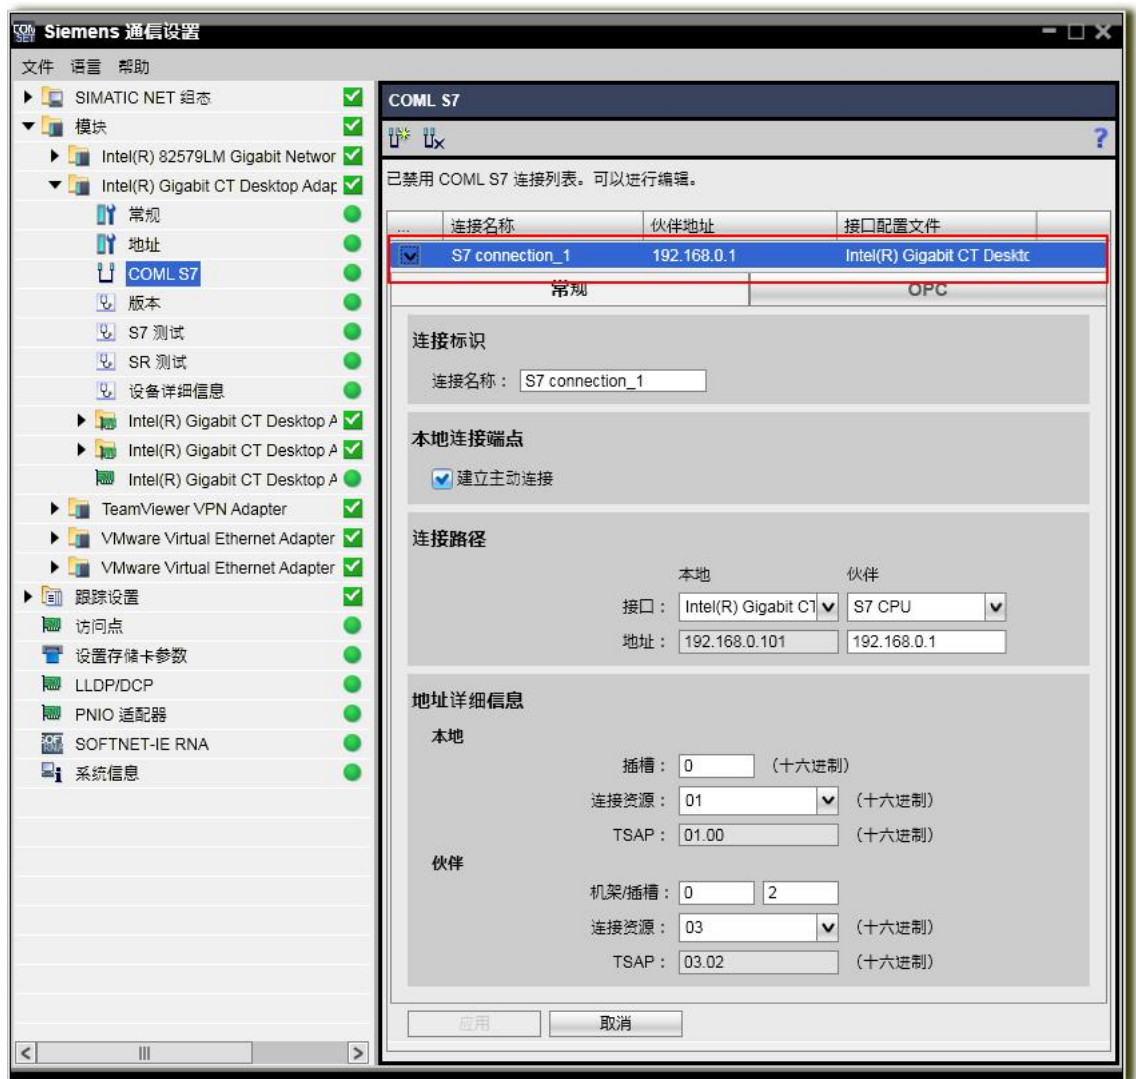 Siemens 通信设置
文件 语言 帮助
SIMATIC NET 组态
模块
Intel(R) 82579LM Gigabit Networ
Intel(R) Gigabit CT Desktop Adap
常规
地址
COML S7
版本
S7 测试
SR 测试
设备详细信息
Intel(R) Gigabit CT Desktop A
Intel(R) Gigabit CT Desktop A
Intel(R) Gigabit CT Desktop A
TeamViewer VPN Adapter
VMware Virtual Ethernet Adapter
VMware Virtual Ethernet Adapter
跟踪设置
访问点
设置存储卡参数
LLDP/DCP
PNIO 适配器
SOFTNET-IE RNA
系统信息
COML S7
?
已禁用 COML S7 连接列表。可以进行编辑。
... 连接名称 伙伴地址 接口配置文件
S7 connection_1 192.168.0.1 Intel(R) Gigabit CT Deskto
常规 OPC
连接标识
连接名称： S7 connection_1
本地连接端点
建立主动连接
连接路径
本地 伙伴
接口： Intel(R) Gigabit CT S7 CPU
地址： 192.168.0.101 192.168.0.1
地址详细信息
本地
插槽： 0 （十六进制）
连接资源： 01 （十六进制）
TSAP： 01.00 （十六进制）
伙伴
机架/插槽： 0 2
连接资源： 03 （十六进制）
TSAP： 03.02 （十六进制）
应用 取消